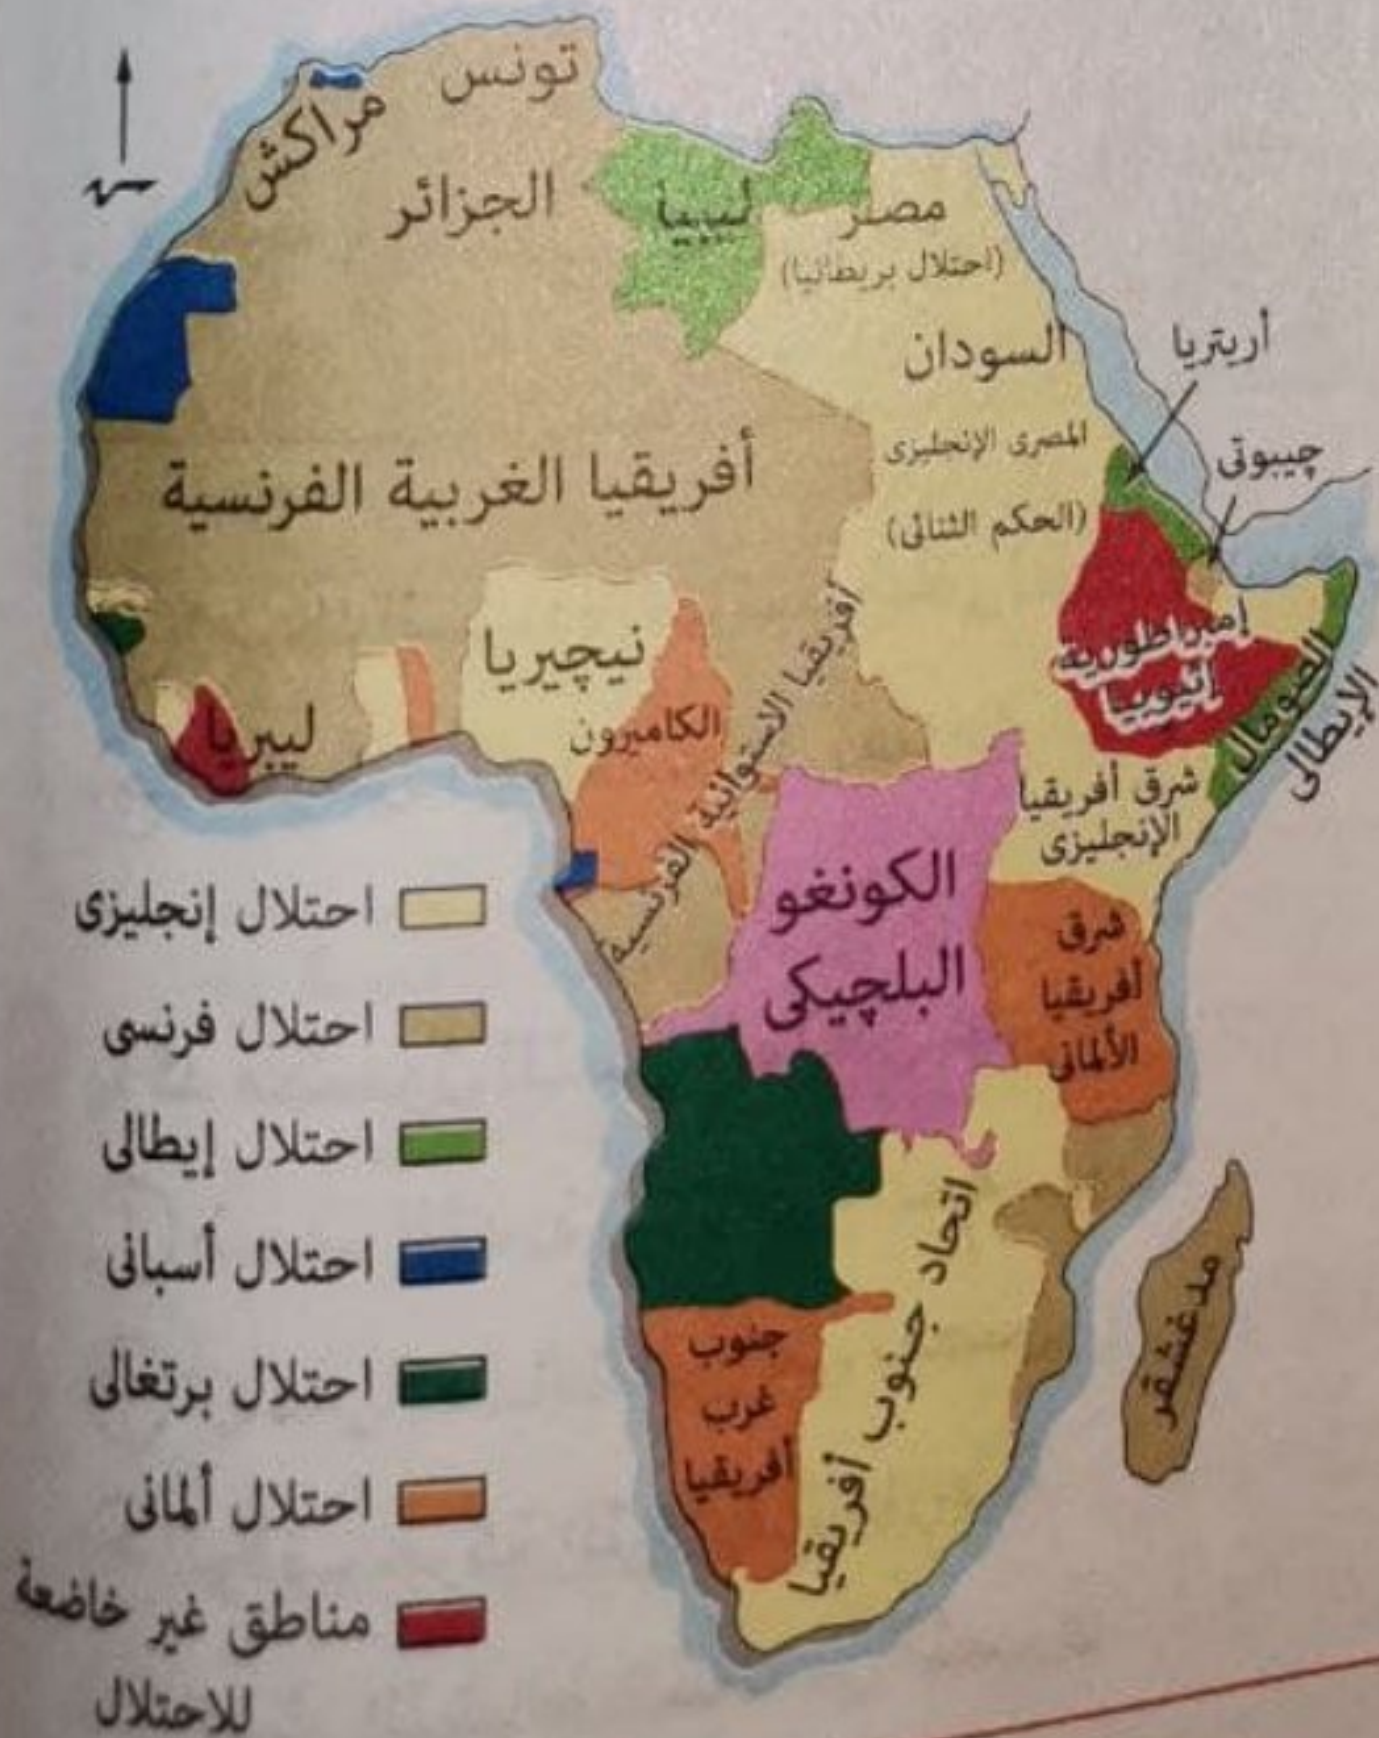 تونس
مراكش
الجزائر
ليبيا
مصر
(احتلال بريطانيا)
السودان
المصرى الإنجليزى
(الحكم الثنائى)
أريتريا
چيبوتى
أفريقيا الغربية الفرنسية
نيچيريا
الكاميرون
ليبريا
أفريقيا الاستوائية الفرنسية
إمبراطورية
إثيوبيا
الصومال
الإيطالى
شرق أفريقيا
الإنجليزى
الكونغو
البلچيكى
شرق
أفريقيا
الألمانى
اتحاد جنوب أفريقيا
جنوب
غرب
أفريقيا
مدغشقر
احتلال إنجليزى
احتلال فرنسى
احتلال إيطالى
احتلال أسبانى
احتلال برتغالى
احتلال ألمانى
مناطق غير خاضعة
للاحتلال